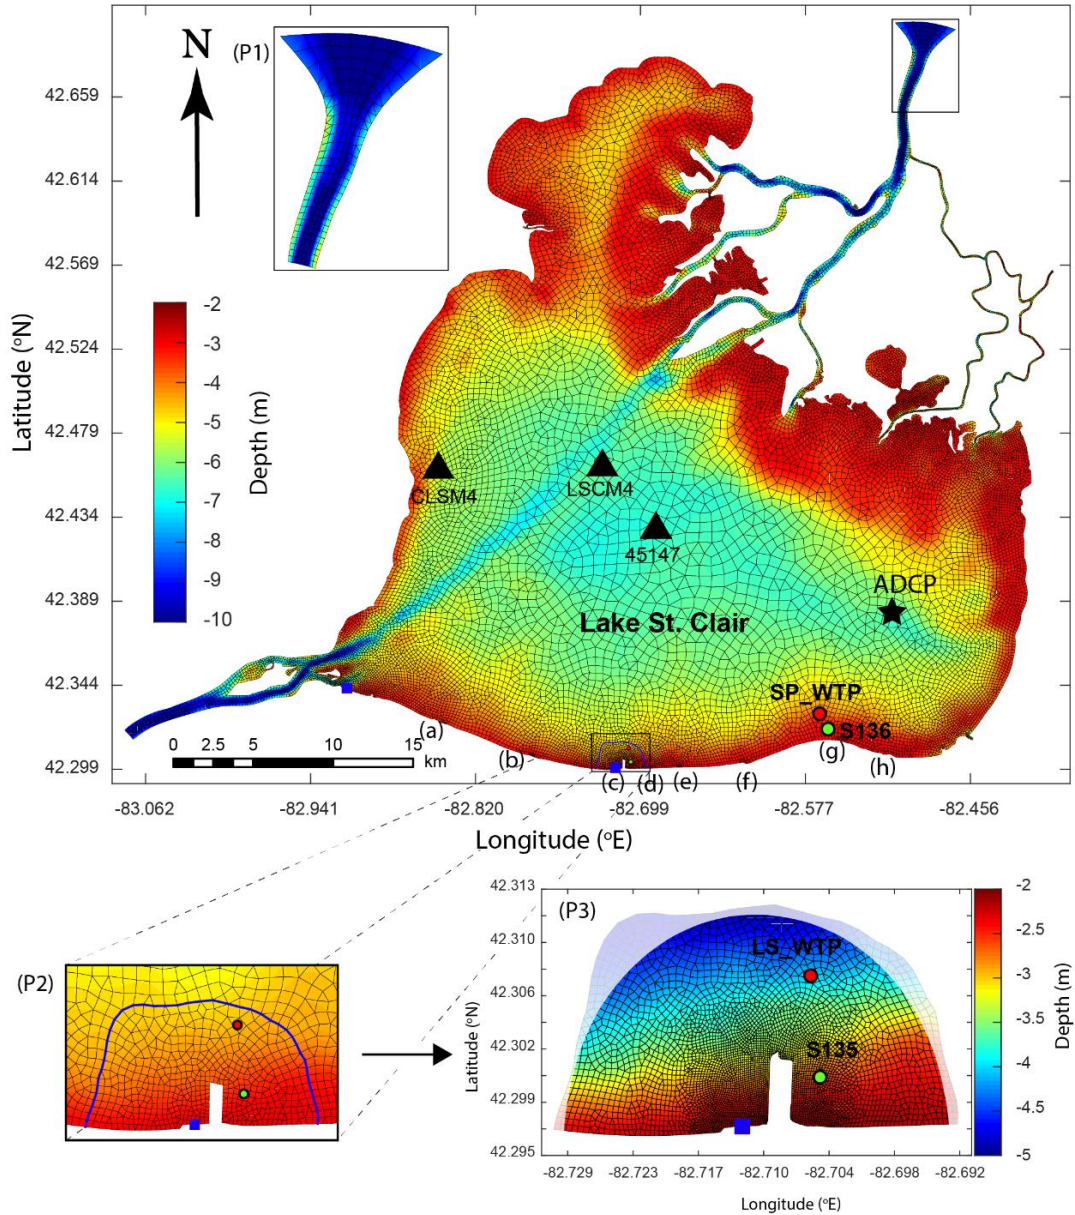 N
(P1)
42.659
42.614
42.569
42.524
42.479
42.434
42.389
42.344
42.299
Latitude (ºN)
-2
-3
-4
-5
-6
-7
-8
-9
-10
Depth (m)
CLSM4
LSCM4
45147
ADCP
Lake St. Clair
SP_WTP
S136
(a)
(b)
(c)
(d)
(e)
(f)
(g)
(h)
0 2.5 5 10 15
km
-83.062 -82.941 -82.820 -82.699 -82.577 -82.456
Longitude (ºE)
(P2)
(P3)
42.313
42.310
42.306
42.302
42.299
42.295
Latitude (ºN)
LS_WTP
S135
-2
-2.5
-3
-3.5
-4
-4.5
-5
Depth (m)
-82.729 -82.723 -82.717 -82.710 -82.704 -82.698 -82.692
Longitude (ºE)